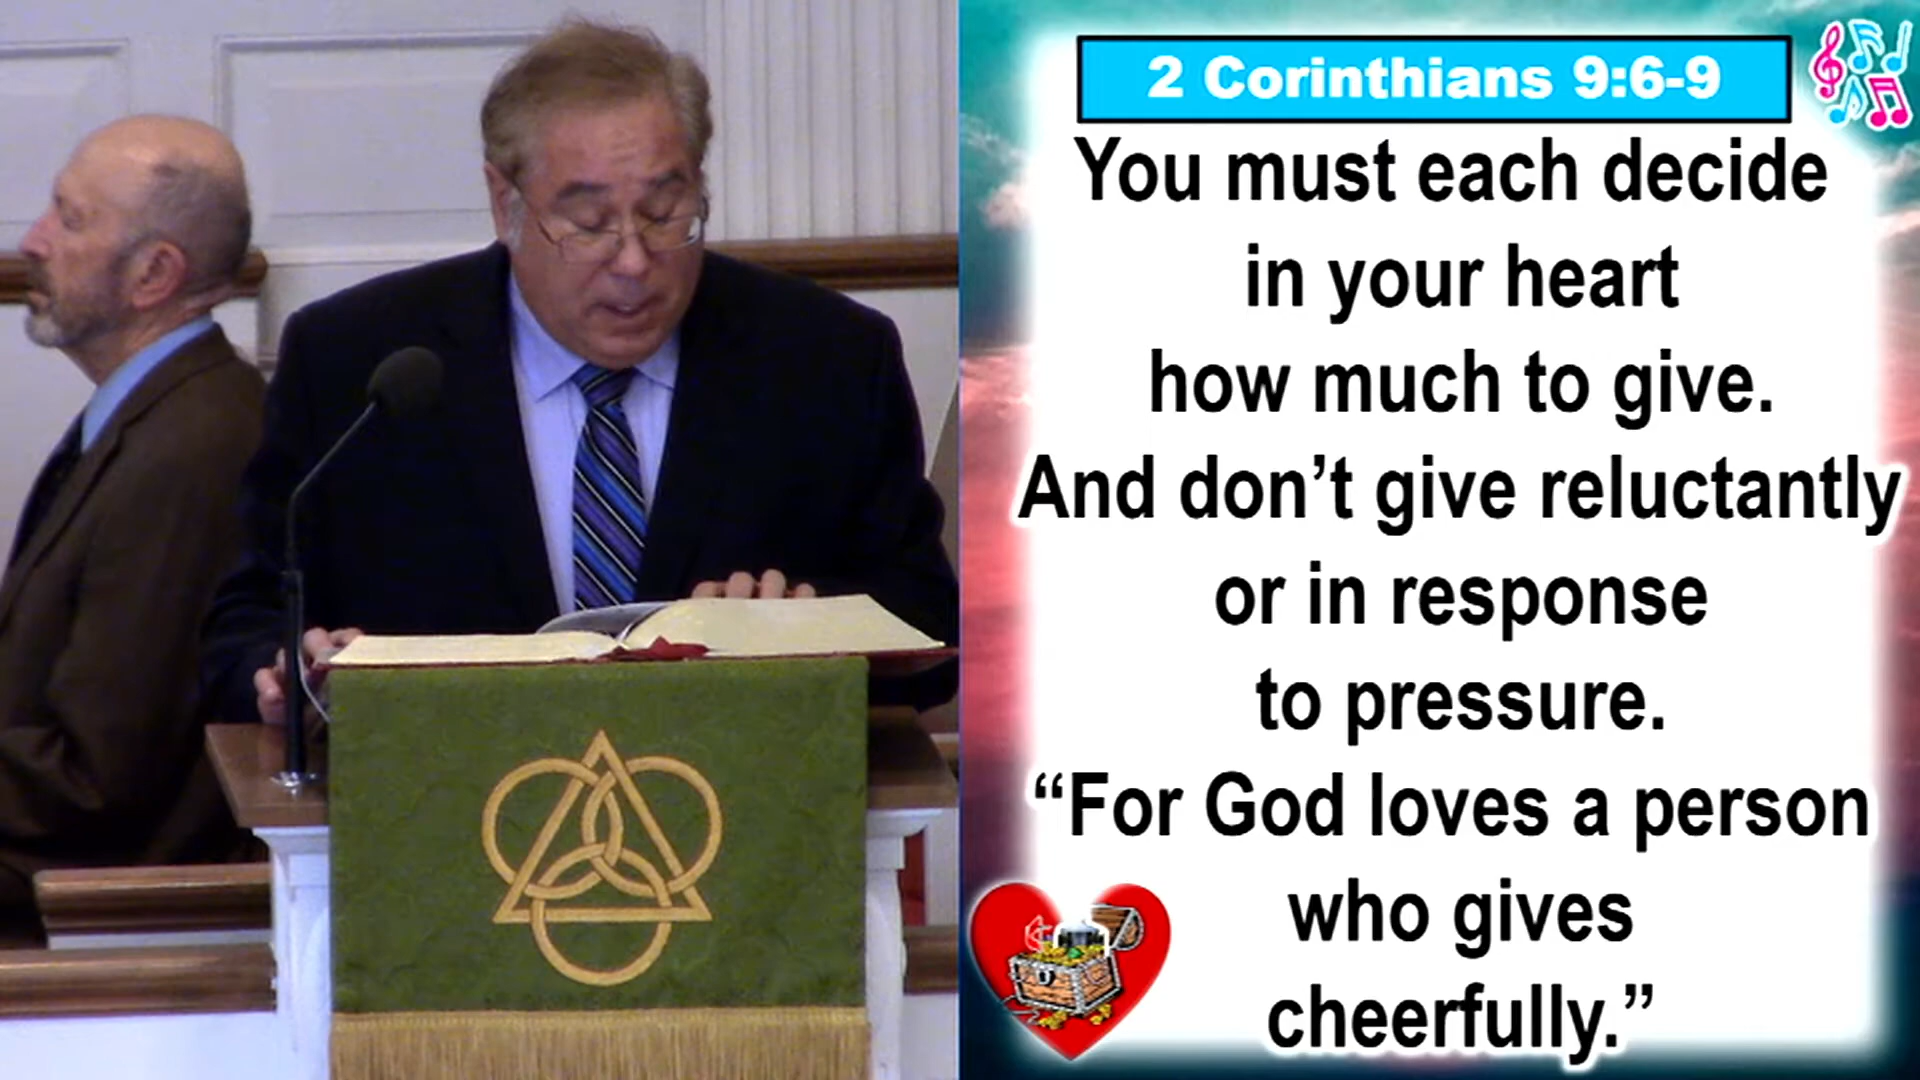 2 Corinthians 9:6-9
You must each decide
in your heart
how much to give.
And don’t give reluctantly
or in response
to pressure.
“For God loves a person
who gives
cheerfully.”